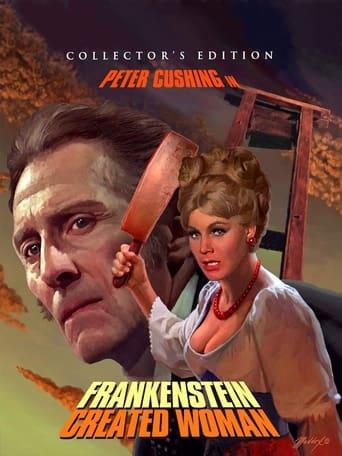 COLLECTOR'S EDITION
PETER CUSHING IN
FRANKENSTEIN
CREATED WOMAN